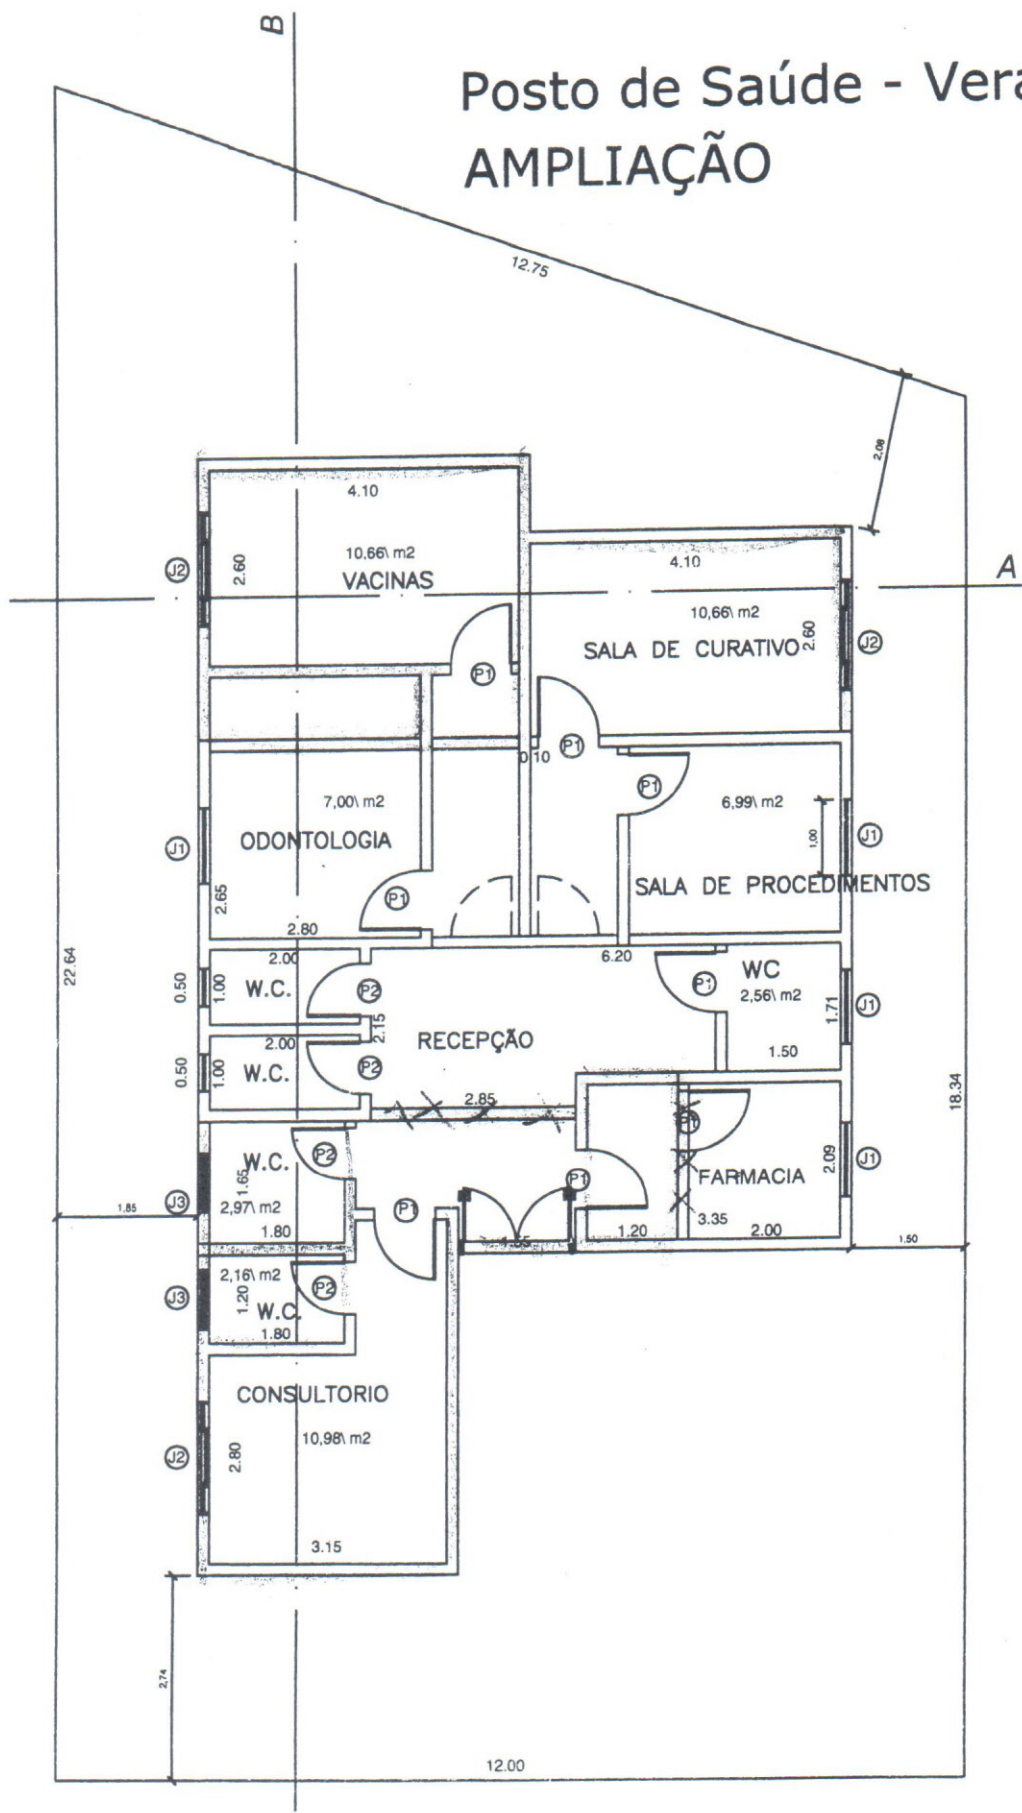 B
Posto de Saúde - Vera
AMPLIAÇÃO
12.75
2,08
4.10
10,66\ m2
VACINAS
2.60
J2
A
4.10
10,66\ m2
SALA DE CURATIVO
2.60
J2
P1
P1
0.10
P1
7,00\ m2
ODONTOLOGIA
2.65
2.80
J1
P1
6,99\ m2
1,00
J1
SALA DE PROCEDIMENTOS
22.64
6.20
2.00
W.C.
1.00
0.50
P2
2.15
RECEPÇÃO
P1
WC
2,56\ m2
1.71
1.50
J1
2.00
W.C.
1.00
0.50
P2
2.85
18.34
P1
FARMACIA
2.09
J1
3.35
2.00
1.20
P1
W.C.
1.65
2,97\ m2
1.80
P2
J3
P1
1,85
1.50
2,16\ m2
1.20
W.C.
1.80
P2
J3
CONSULTORIO
10,98\ m2
2.80
J2
3.15
2,74
12.00